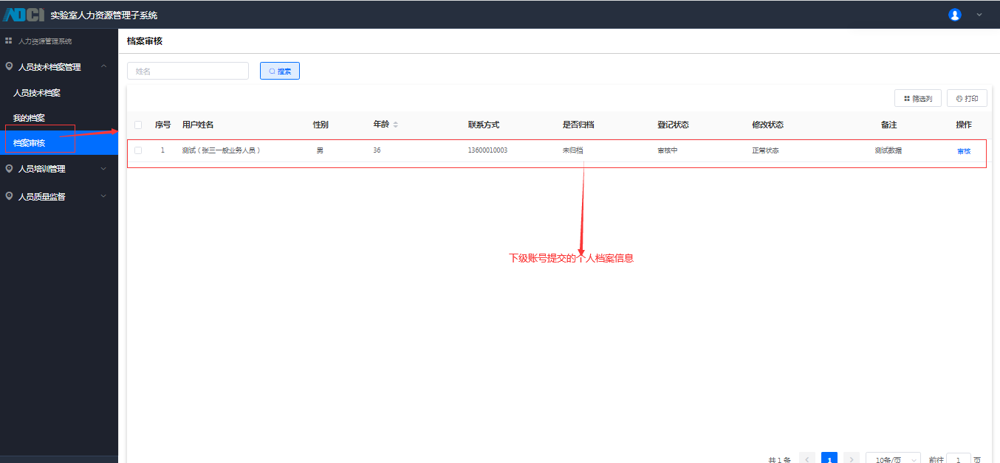 AOCI 实验室人力资源管理子系统
人力资源管理系统
人员技术档案管理
人员技术档案
我的档案
档案审核
人员培训管理
人员质量监督
档案审核
姓名
搜索
筛选列 打印
序号 用户姓名 性别 年龄 联系方式 是否归档 登记状态 修改状态 备注 操作
1 测试（张三一般业务人员） 男 36 13600010003 未归档 审核中 正常状态 测试数据 审核
下级账号提交的个人档案信息
共 1 条 1 10条/页 前往 1 页